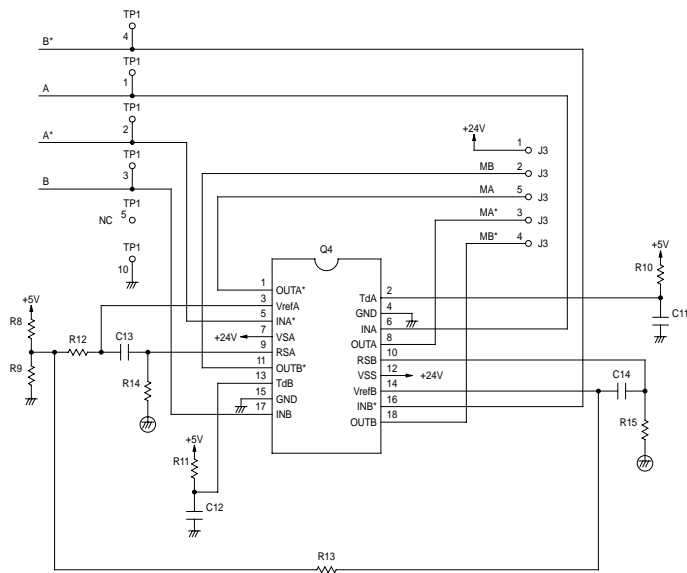 TP1
4
B*
TP1
1
A
TP1
2
A*
TP1
3
B
NC 5
TP1
10
+24V
1 J3
MB 2 J3
MA 5 J3
MA* 3 J3
MB* 4 J3
Q4
1 OUTA*
3 VrefA
5 INA*
7 VSA
+24V
9 RSA
11 OUTB*
13 TdB
15 GND
17 INB
TdA 2
GND 4
INA 6
OUTA 8
RSB 10
VSS 12
+24V
VrefB 14
INB* 16
OUTB 18
+5V
R10
C11
C14
R15
+5V
R8
R9
R12
C13
R14
+5V
R11
C12
R13